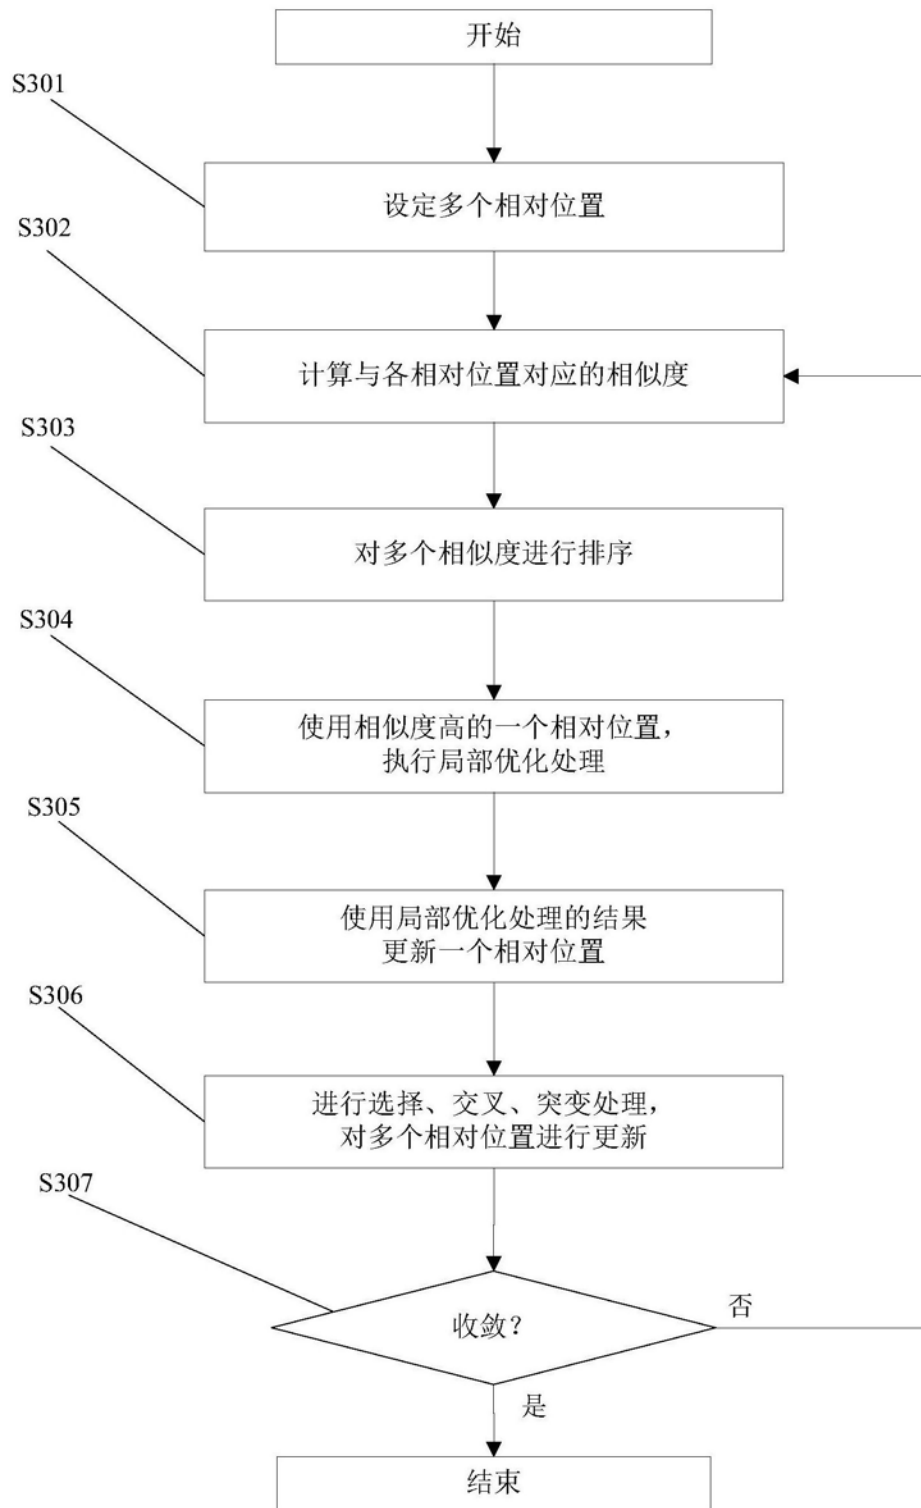 开始
S301
设定多个相对位置
S302
计算与各相对位置对应的相似度
S303
对多个相似度进行排序
S304
使用相似度高的一个相对位置，
执行局部优化处理
S305
使用局部优化处理的结果
更新一个相对位置
S306
进行选择、交叉、突变处理，
对多个相对位置进行更新
S307
收敛？
否
是
结束